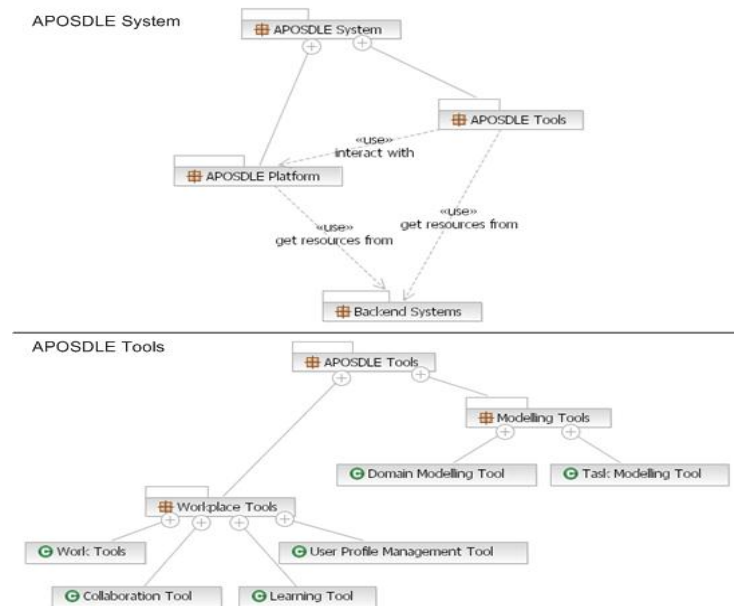 APOSDLE System
APOSDLE System
APOSDLE Tools
«use»
interact with
APOSDLE Platform
«use»
get resources from
«use»
get resources from
Backend Systems
APOSDLE Tools
APOSDLE Tools
Modelling Tools
Domain Modelling Tool
Task Modelling Tool
Workplace Tools
Work Tools
User Profile Management Tool
Collaboration Tool
Learning Tool